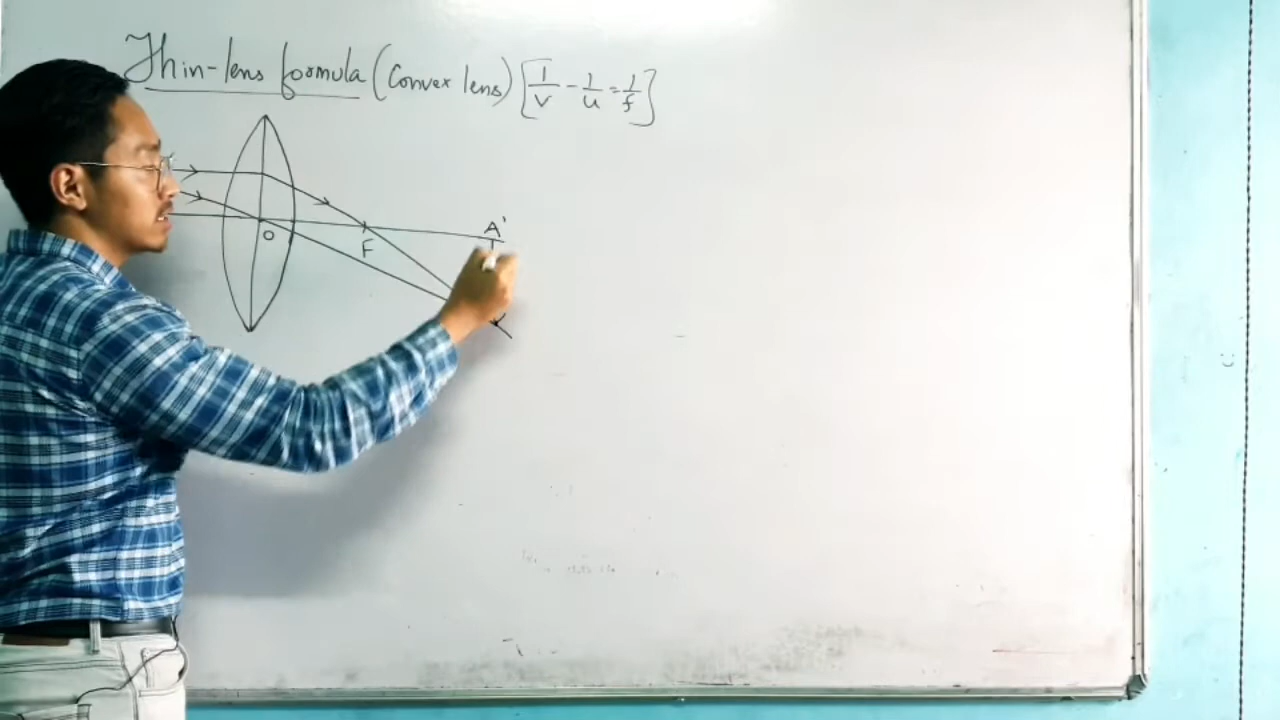 Thin-lens formula (Convex lens) [1/v - 1/u = 1/f]
A'
O
F